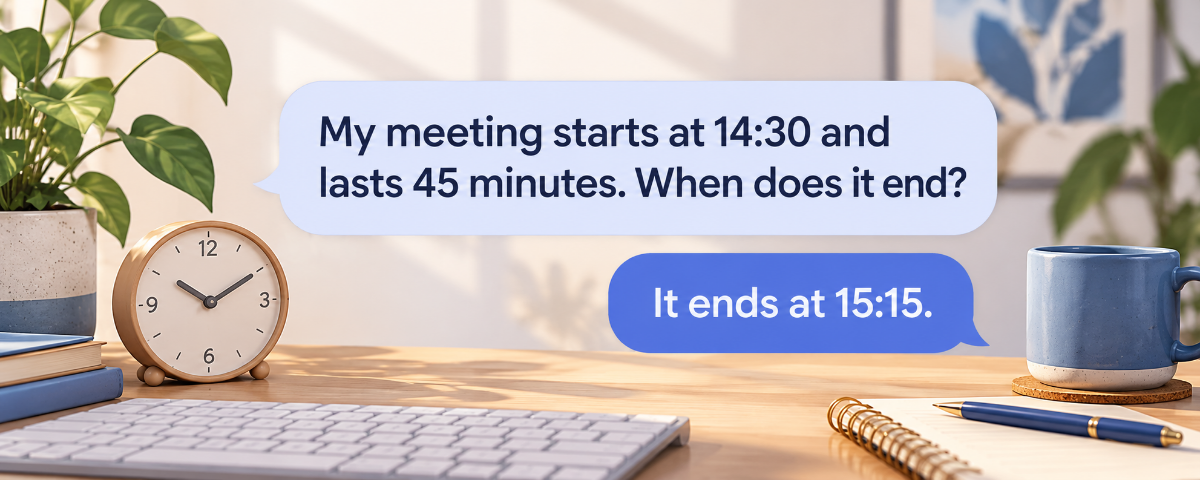 My meeting starts at 14:30 and
lasts 45 minutes. When does it end?
It ends at 15:15.
12
9
3
6